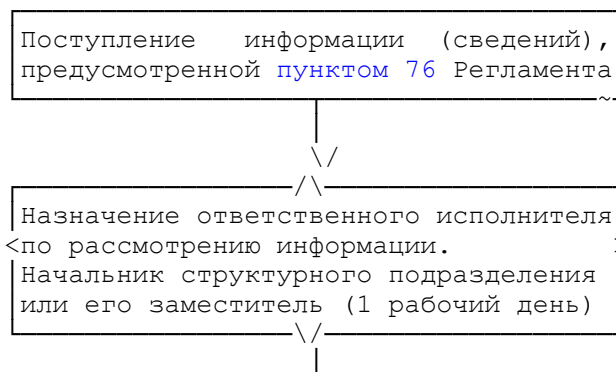 Поступление информации (сведений),
предусмотренной пунктом 76 Регламента
Назначение ответственного исполнителя
по рассмотрению информации.
Начальник структурного подразделения
или его заместитель (1 рабочий день)